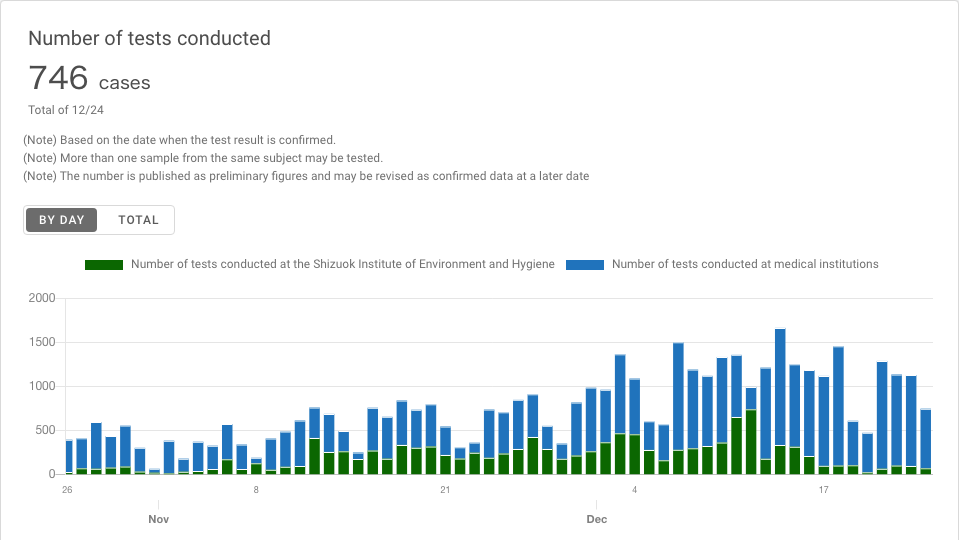 Number of tests conducted
746 cases
Total of 12/24
(Note) Based on the date when the test result is confirmed.
(Note) More than one sample from the same subject may be tested.
(Note) The number is published as preliminary figures and may be revised as confirmed data at a later date
BY DAY TOTAL
Number of tests conducted at the Shizuok Institute of Environment and Hygiene Number of tests conducted at medical institutions
2000
1500
1000
500
0
26 8 21 4 17
Nov Dec